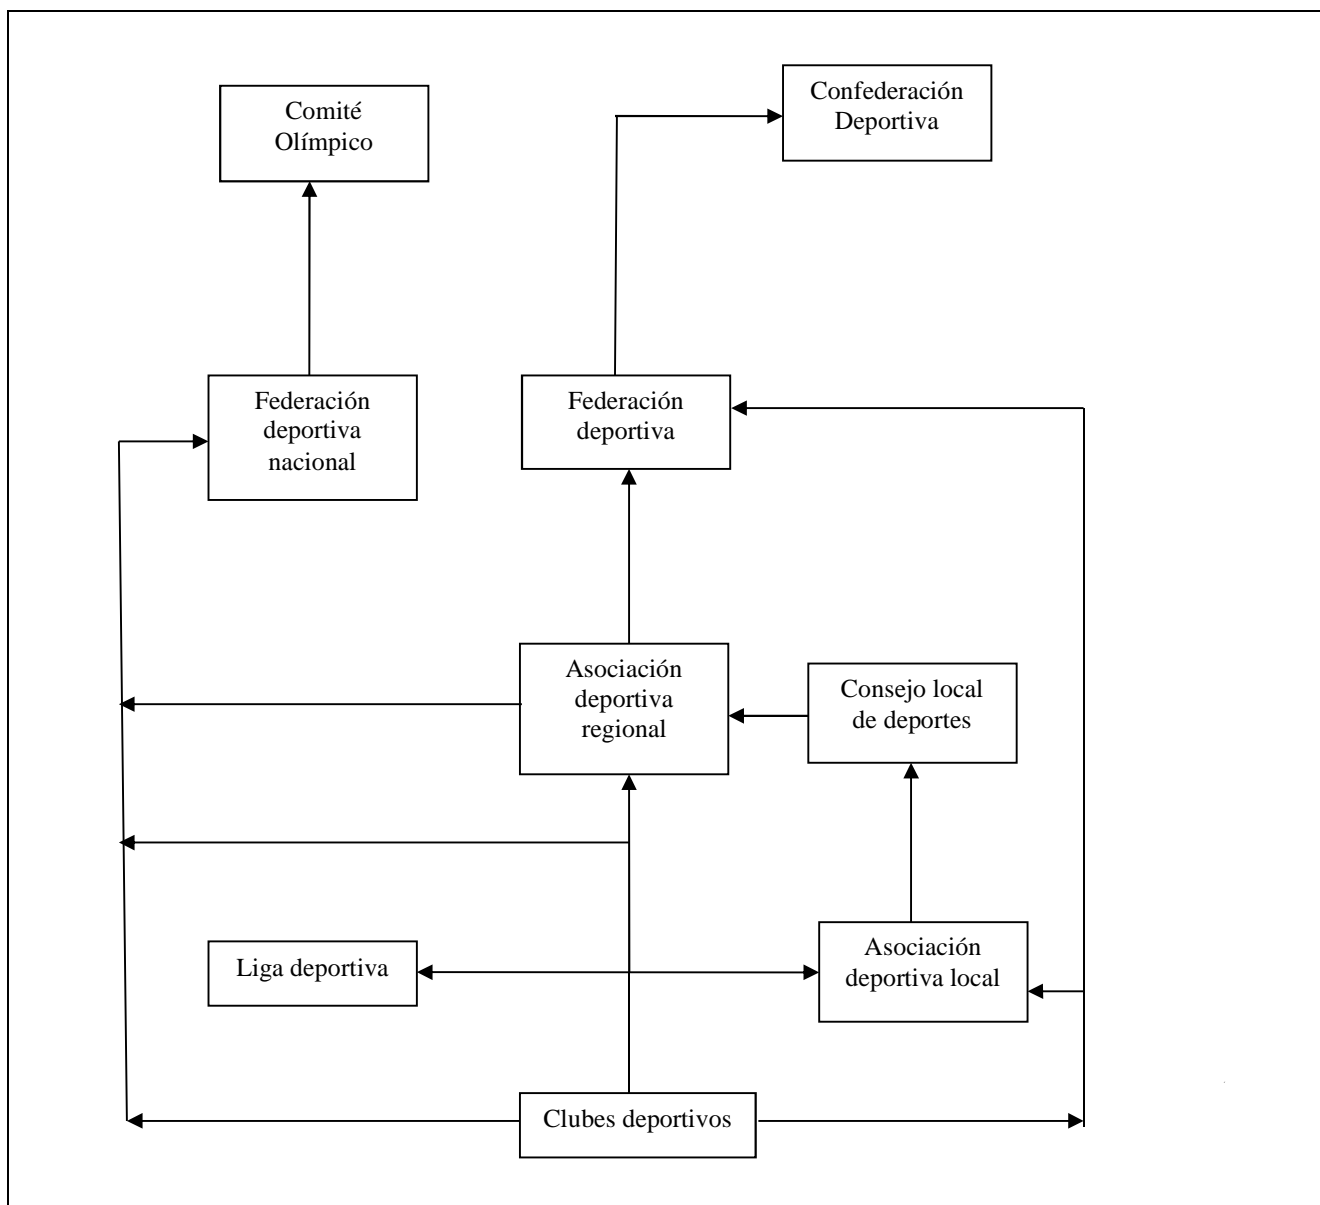 Comité
Olímpico
Confederación
Deportiva
Federación
deportiva
nacional
Federación
deportiva
Asociación
deportiva
regional
Consejo local
de deportes
Liga deportiva
Asociación
deportiva local
Clubes deportivos